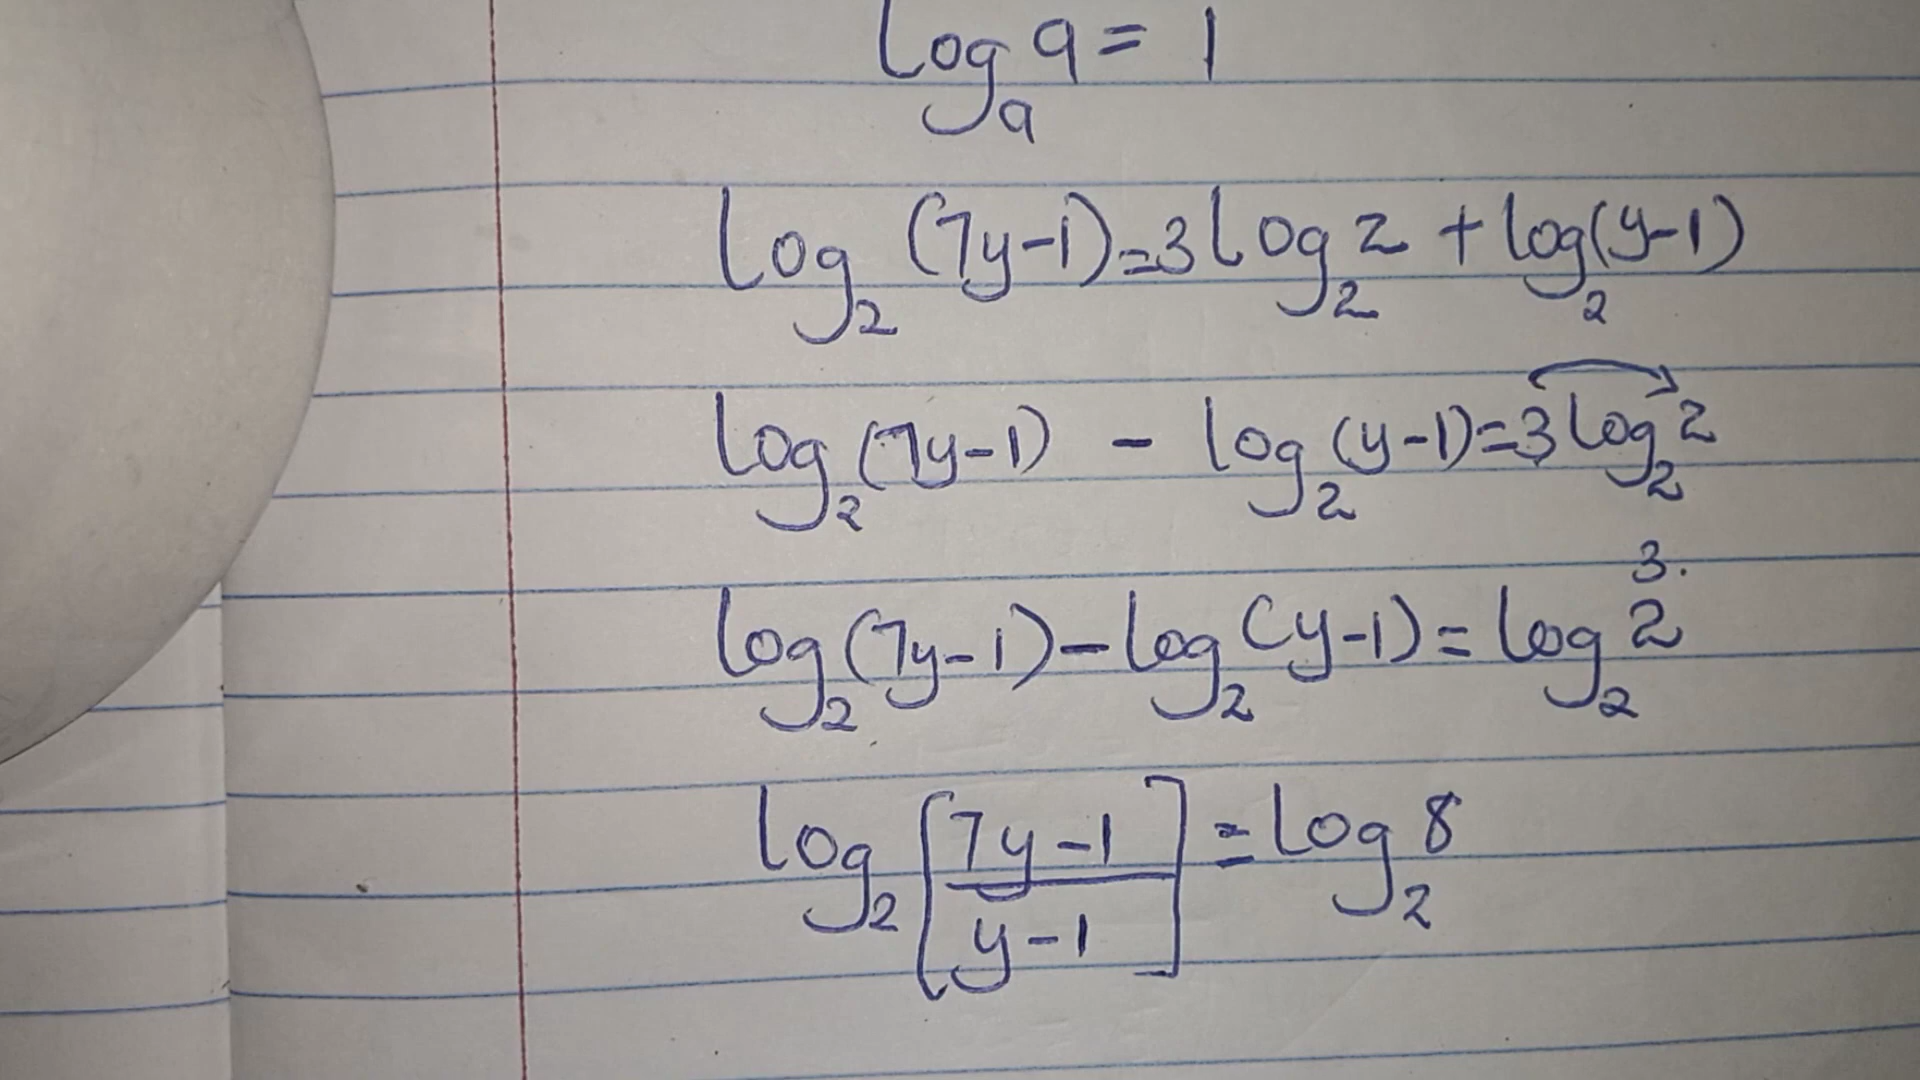 log_a a = 1
log_2 (7y-1) = 3 log_2 2 + log_2 (y-1)
log_2 (7y-1) - log_2 (y-1) = 3 log_2 2
log_2 (7y-1) - log_2 (y-1) = log_2 2^3.
log_2 [(7y-1)/(y-1)] = log_2 8